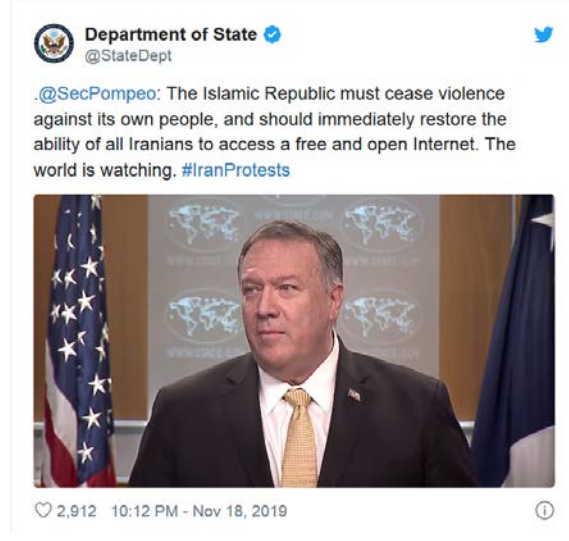 Department of State
@StateDept
.@SecPompeo: The Islamic Republic must cease violence
against its own people, and should immediately restore the
ability of all Iranians to access a free and open Internet. The
world is watching. #IranProtests
2,912 10:12 PM - Nov 18, 2019